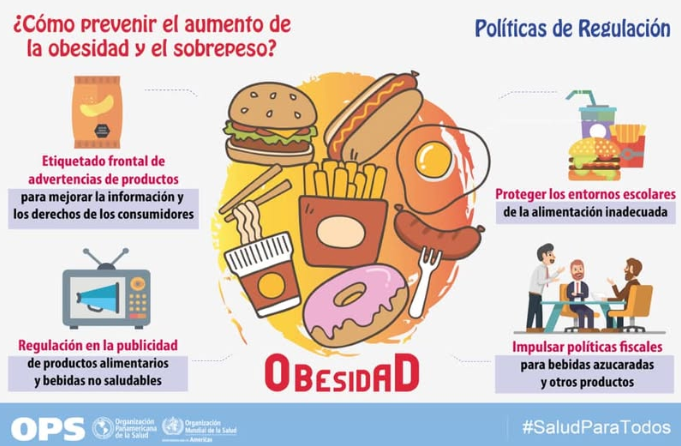 ¿Cómo prevenir el aumento de
la obesidad y el sobrepeso?
Políticas de Regulación
Etiquetado frontal de
advertencias de productos
para mejorar la información y
los derechos de los consumidores
Proteger los entornos escolares
de la alimentación inadecuada
Regulación en la publicidad
de productos alimentarios
y bebidas no saludables
Impulsar políticas fiscales
para bebidas azucaradas
y otros productos
OBESIDAD
OPS
Organización
Panamericana
de la Salud
Organización
Mundial de la Salud
Américas
#SaludParaTodos